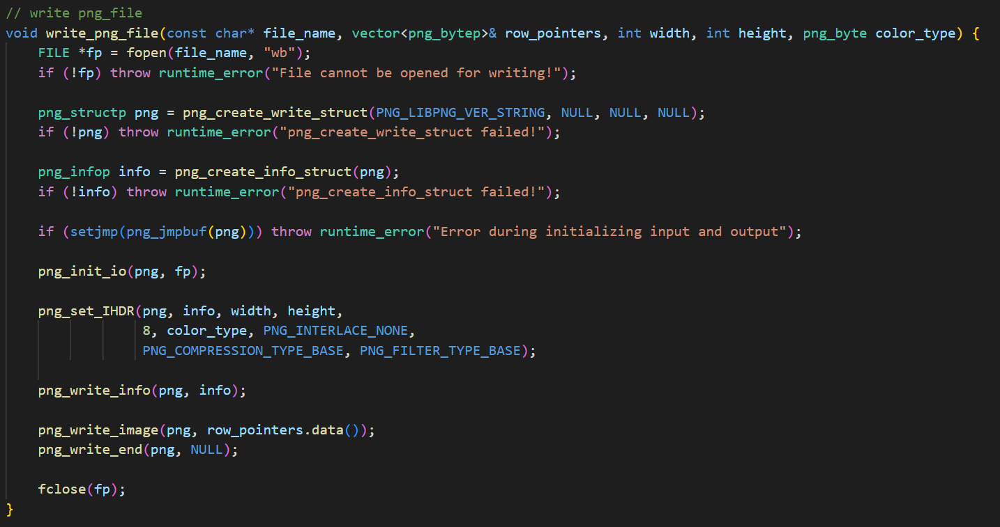 // write png_file
void write_png_file(const char* file_name, vector<png_bytep>& row_pointers, int width, int height, png_byte color_type) {
    FILE *fp = fopen(file_name, "wb");
    if (!fp) throw runtime_error("File cannot be opened for writing!");

    png_structp png = png_create_write_struct(PNG_LIBPNG_VER_STRING, NULL, NULL, NULL);
    if (!png) throw runtime_error("png_create_write_struct failed!");

    png_infop info = png_create_info_struct(png);
    if (!info) throw runtime_error("png_create_info_struct failed!");

    if (setjmp(png_jmpbuf(png))) throw runtime_error("Error during initializing input and output");

    png_init_io(png, fp);

    png_set_IHDR(png, info, width, height,
                 8, color_type, PNG_INTERLACE_NONE,
                 PNG_COMPRESSION_TYPE_BASE, PNG_FILTER_TYPE_BASE);

    png_write_info(png, info);

    png_write_image(png, row_pointers.data());
    png_write_end(png, NULL);

    fclose(fp);
}